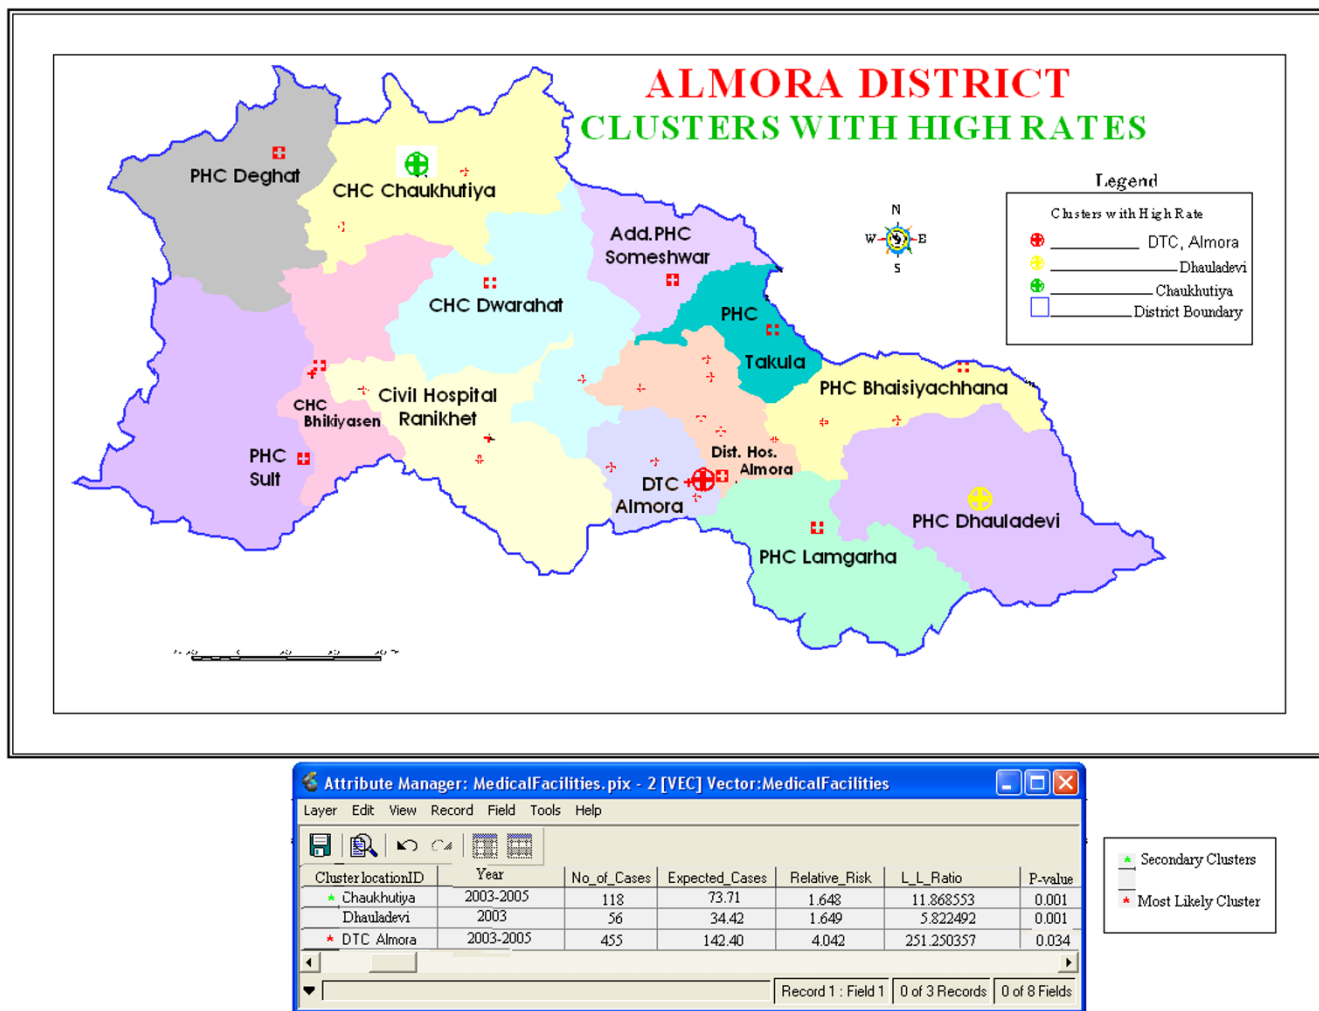 ALMORA DISTRICT
CLUSTERS WITH HIGH RATES
Legend
Clusters with High Rate
DTC, Almora
Dhauladevi
Chaukhutiya
District Boundary
N
W E
S
PHC Deghat
CHC Chaukhutiya
Add.PHC
Someshwar
CHC Dwarahat
PHC
Takula
PHC Bhaisiyachhana
Civil Hospital
Ranikhet
CHC
Bhikiyasen
PHC
Sult
Dist. Hos.
Almora
DTC
Almora
PHC Dhauladevi
PHC Lamgarha
Attribute Manager: MedicalFacilities.pix - 2 [VEC] Vector:MedicalFacilities
Layer Edit View Record Field Tools Help
ClusterlocationID Year No_of_Cases Expected_Cases Relative_Risk L_L_Ratio P-value
* Chaukhutiya 2003-2005 118 73.71 1.648 11.868553 0.001
Dhauladevi 2003 56 34.42 1.649 5.822492 0.001
* DTC Almora 2003-2005 455 142.40 4.042 251.250357 0.034
Record 1 : Field 1 0 of 3 Records 0 of 8 Fields
* Secondary Clusters
* Most Likely Cluster